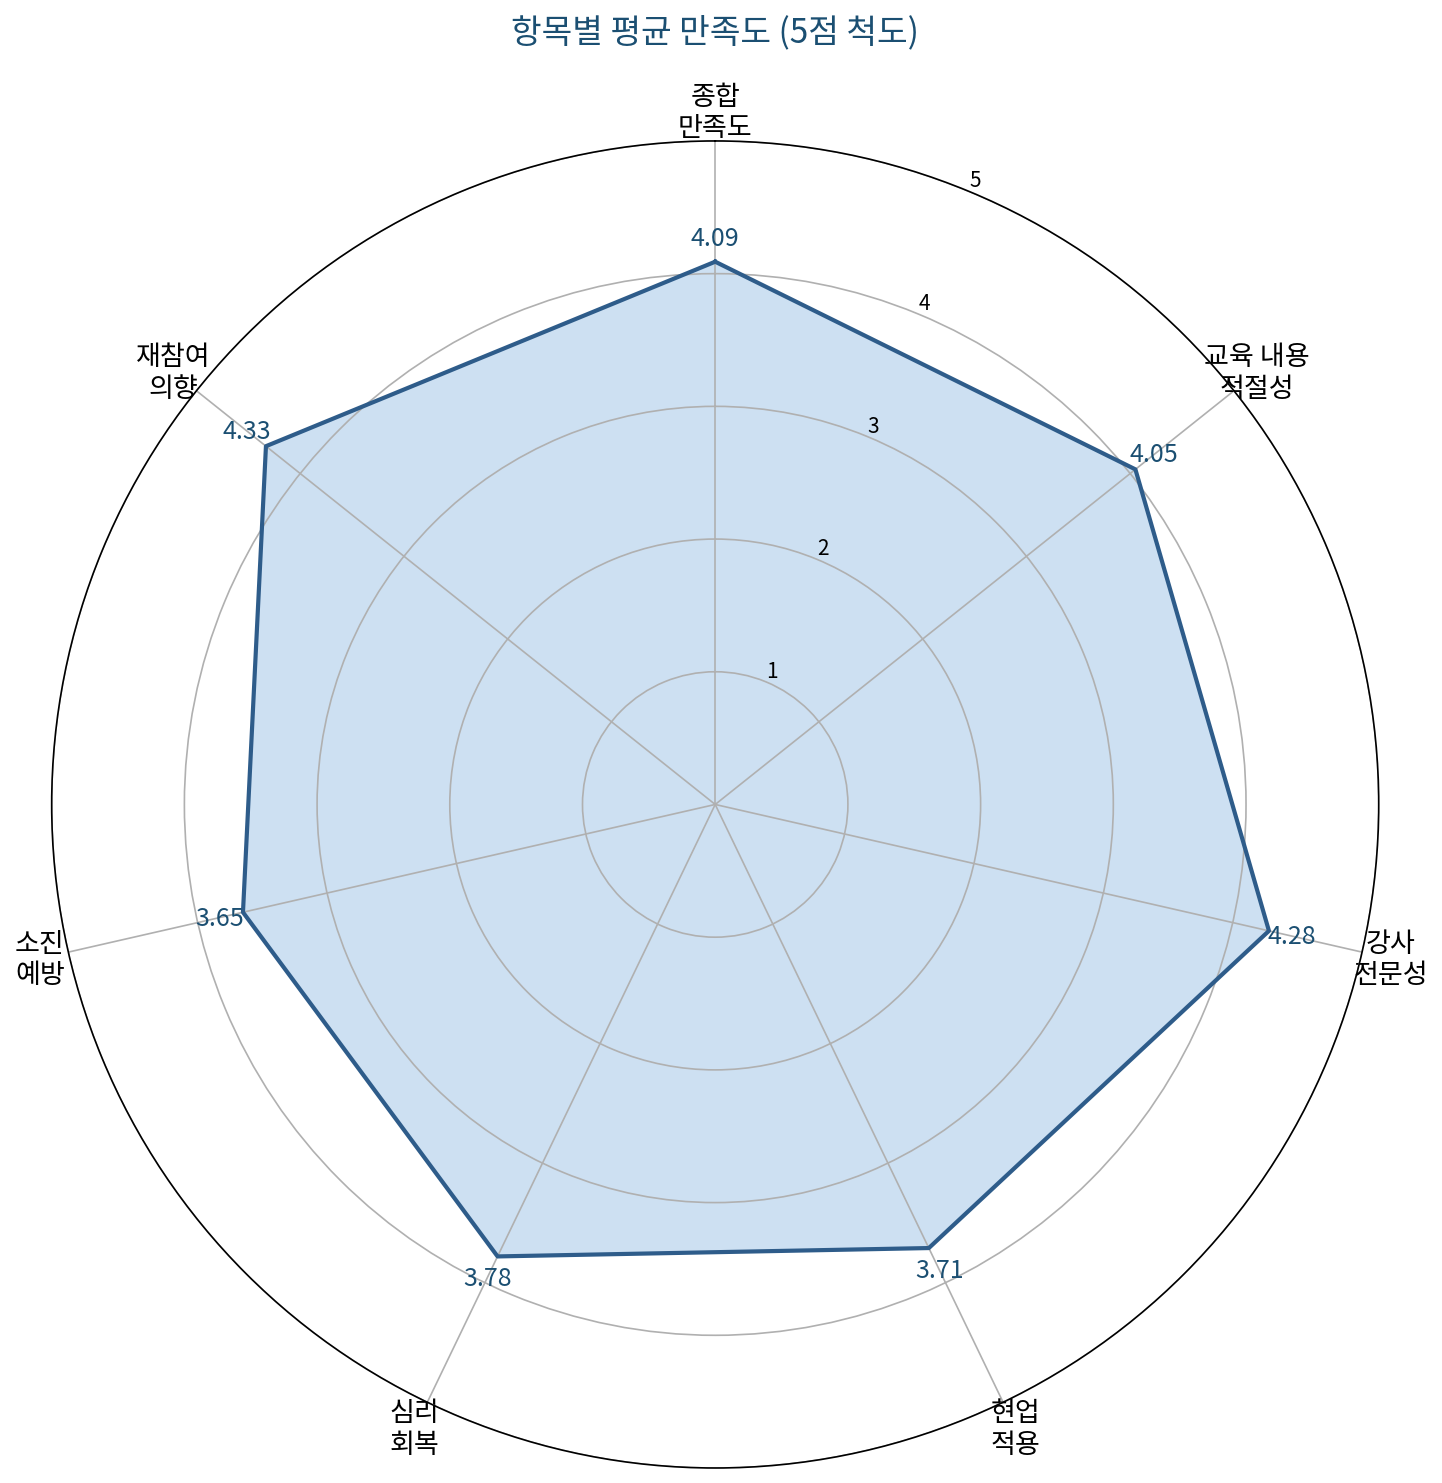 항목별 평균 만족도 (5점 척도)
종합
만족도
5
4.09
4
재참여
의향
교육 내용
적절성
4.33
3
4.05
2
1
3.65
4.28
소진
예방
강사
전문성
3.78
3.71
심리
회복
현업
적용